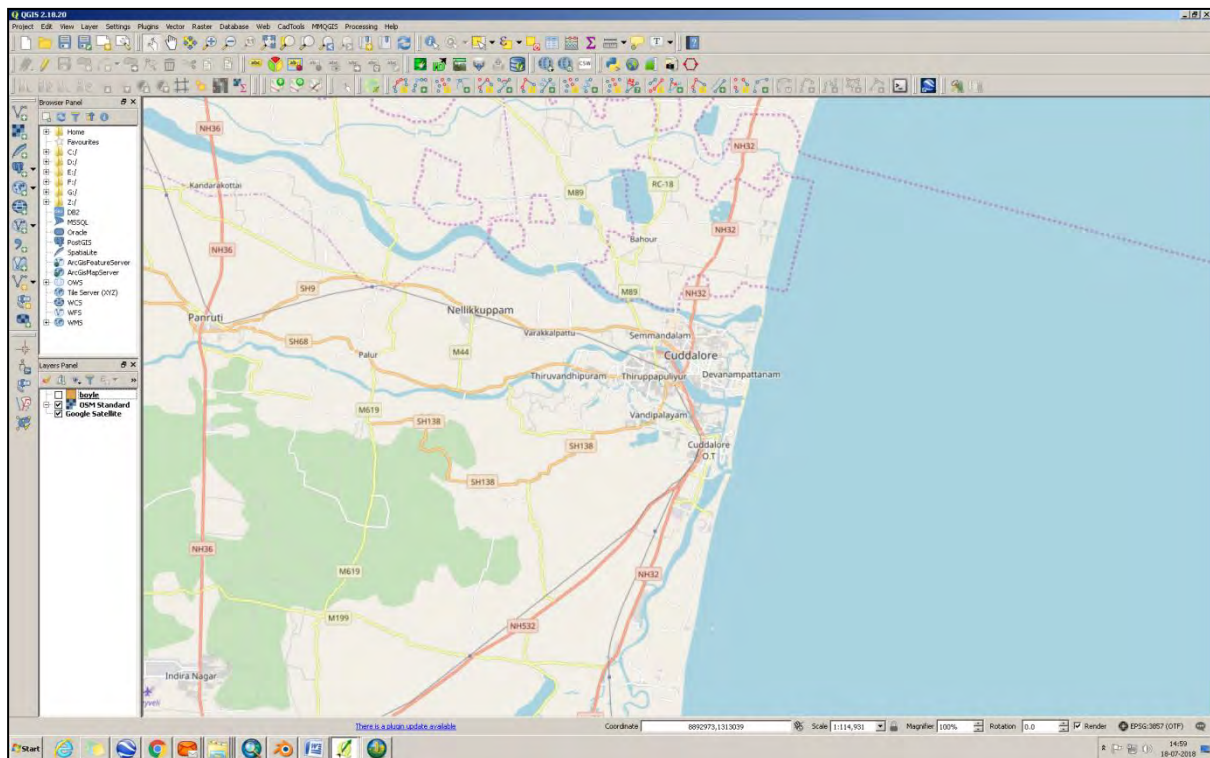 QGIS 2.18.20
Project Edit View Layer Settings Plugins Vector Raster Database Web CadTools MMQGIS Processing Help
CSW
Browser Panel
Home
Favourites
C:/
D:/
E:/
F:/
G:/
Z:/
DB2
MSSQL
Oracle
PostGIS
SpatiaLite
ArcGisFeatureServer
ArcGisMapServer
OWS
Tile Server (XYZ)
WCS
WFS
WMS
Layers Panel
boyle
OSM Standard
Google Satellite
NH36
NH32
Kandarakottai
M89
RC-18
NH32
Bahour
NH36
SH9
M89
NH32
Panruti
Nellikkuppam
Varakkalpattu
Semmandalam
SH68
Palur
M44
Cuddalore
Thiruvandhipuram
Thiruppapuliyur
Devanampattanam
M619
SH138
Vandipalayam
SH138
Cuddalore
O.T
SH138
NH36
M619
NH32
M199
NH532
Indira Nagar
yveli
There is a plugin update available
Coordinate 8892973,1313039 Scale 1:114,931 Magnifier 100% Rotation 0.0 EPSG:3857 (OTF)
Start
14:59
18-07-2018